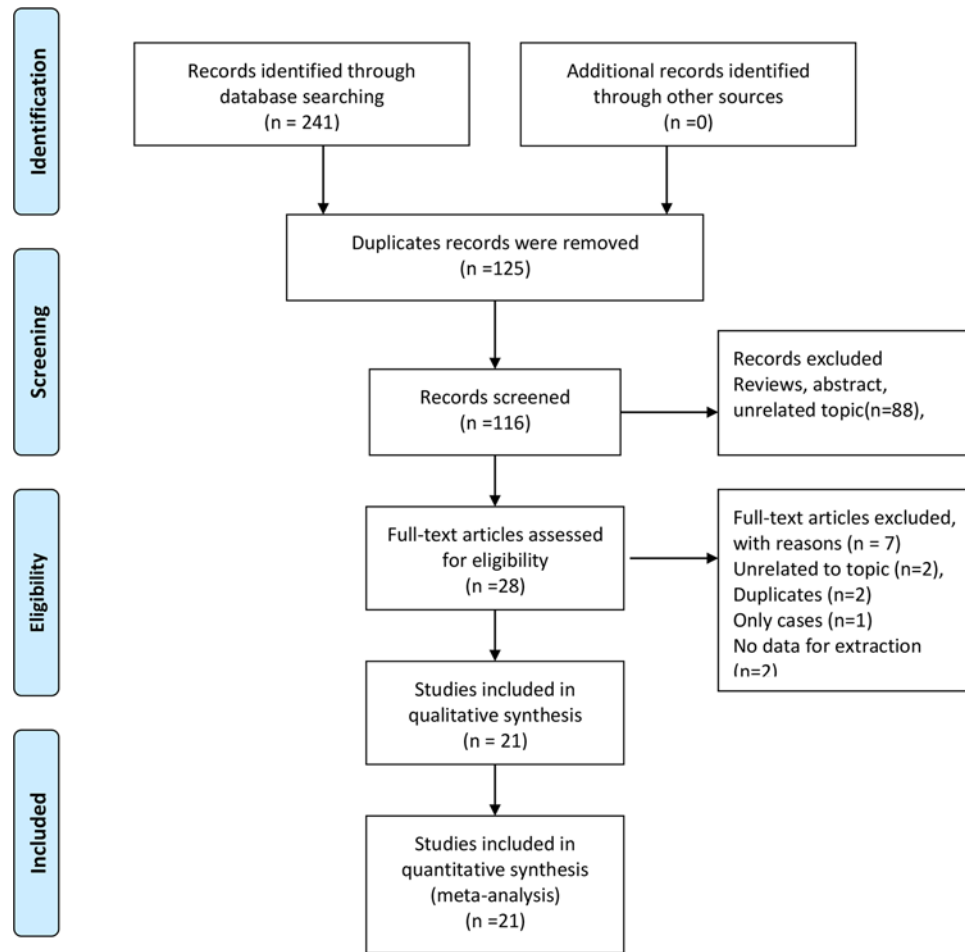 Identification
Records identified through
database searching
(n = 241)
Additional records identified
through other sources
(n =0)
Duplicates records were removed
(n =125)
Screening
Records screened
(n =116)
Records excluded
Reviews, abstract,
unrelated topic(n=88),
Eligibility
Full-text articles assessed
for eligibility
(n =28)
Full-text articles excluded,
with reasons (n = 7)
Unrelated to topic (n=2),
Duplicates (n=2)
Only cases (n=1)
No data for extraction
(n=2)
Studies included in
qualitative synthesis
(n = 21)
Included
Studies included in
quantitative synthesis
(meta-analysis)
(n =21)